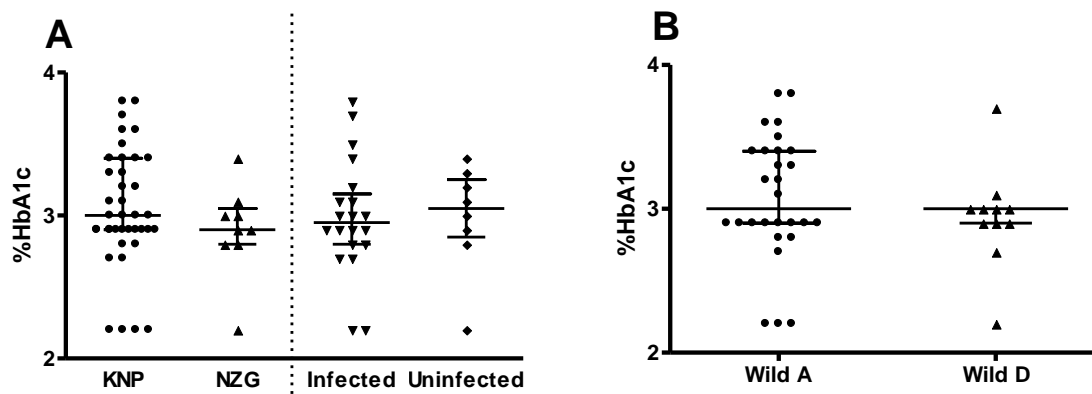 A
%HbA1c
4
3
2
KNP NZG Infected Uninfected
B
%HbA1c
4
3
2
Wild A Wild D